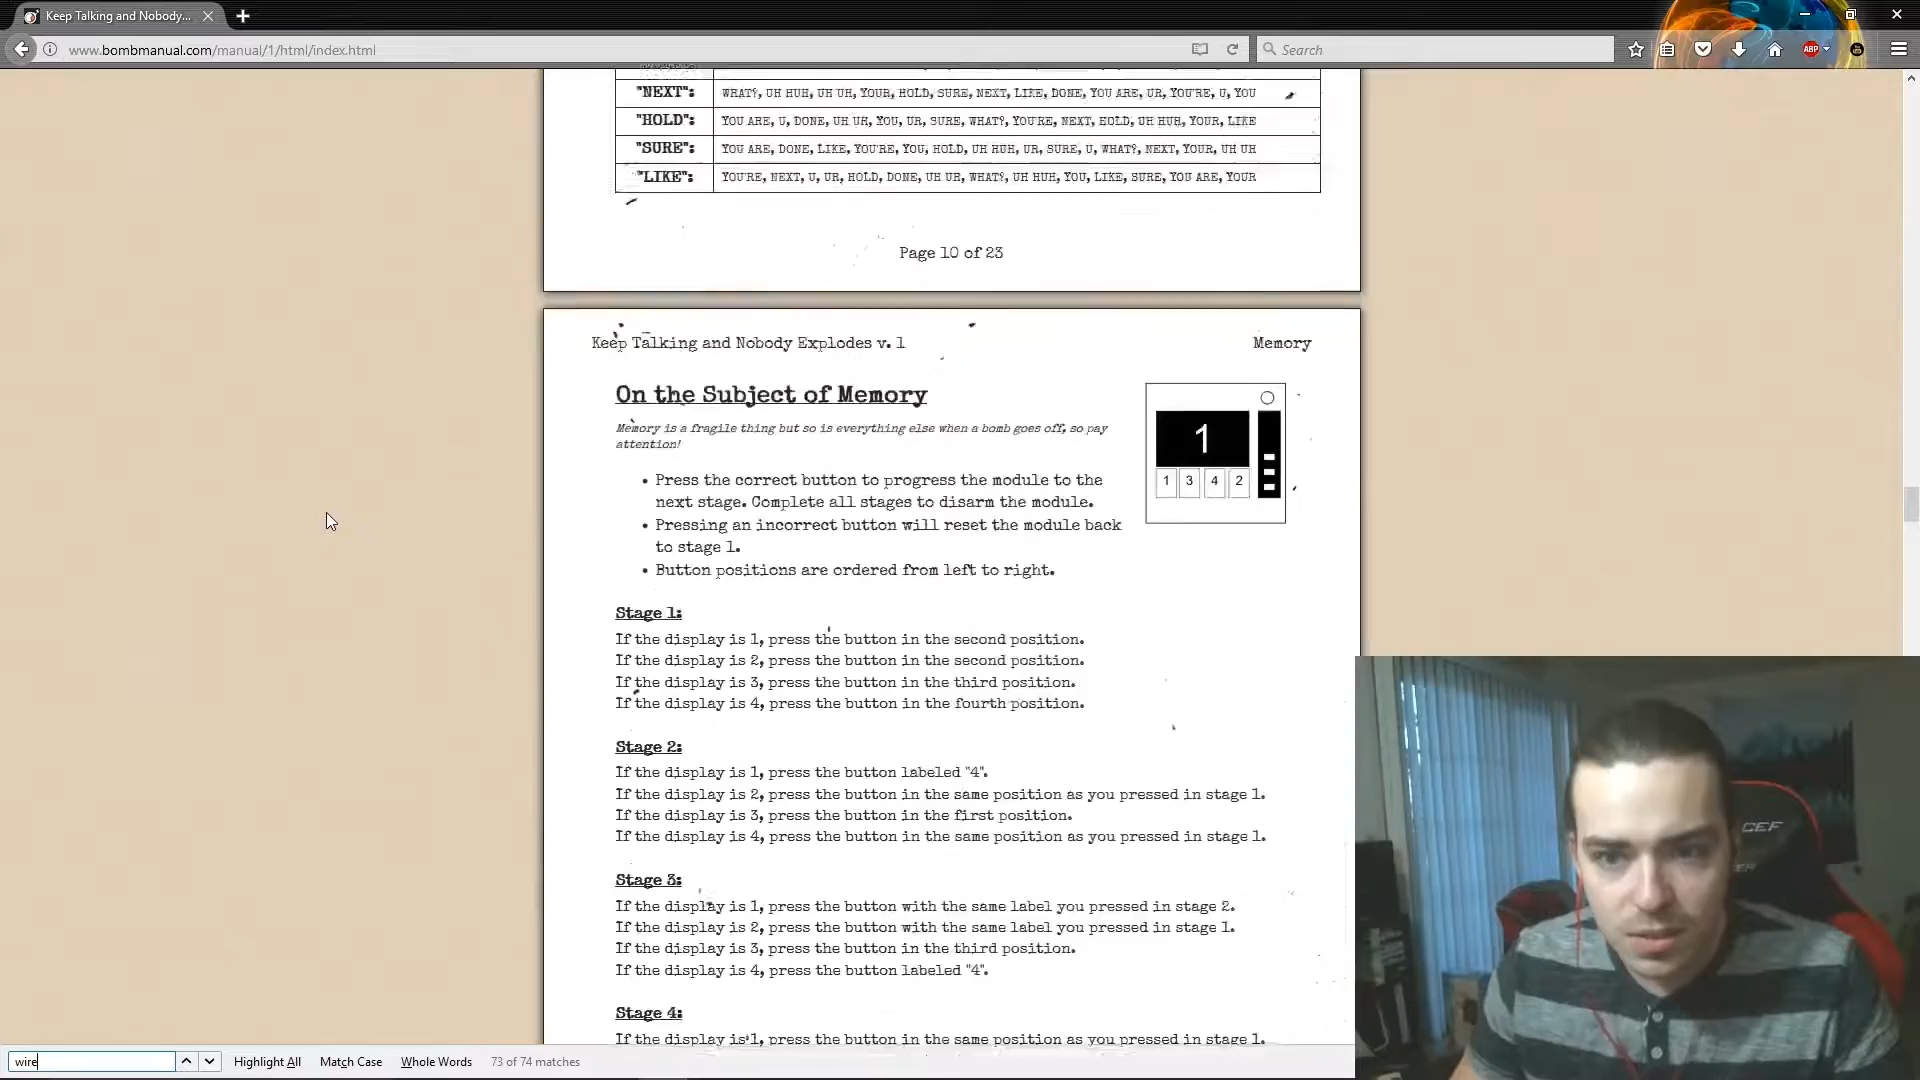 Keep Talking and Nobody...
www.bombmanual.com/manual/1/html/index.html
Search
ABP
"NEXT": WHAT?, UH HUH, UH UH, YOUR, HOLD, SURE, NEXT, LIKE, DONE, YOU ARE, UR, YOU'RE, U, YOU
"HOLD": YOU ARE, U, DONE, UH UH, YOU, UR, SURE, WHAT?, YOU'RE, NEXT, HOLD, UH HUH, YOUR, LIKE
"SURE": YOU ARE, DONE, LIKE, YOU'RE, YOU, HOLD, UH HUH, UR, SURE, U, WHAT?, NEXT, YOUR, UH UH
"LIKE": YOU'RE, NEXT, U, UR, HOLD, DONE, UH UH, WHAT?, UH HUH, YOU, LIKE, SURE, YOU ARE, YOUR
Page 10 of 23
Keep Talking and Nobody Explodes v. 1
Memory
On the Subject of Memory
Memory is a fragile thing but so is everything else when a bomb goes off, so pay
attention!
1
1 3 4 2
• Press the correct button to progress the module to the
next stage. Complete all stages to disarm the module.
• Pressing an incorrect button will reset the module back
to stage 1.
• Button positions are ordered from left to right.
Stage 1:
If the display is 1, press the button in the second position.
If the display is 2, press the button in the second position.
If the display is 3, press the button in the third position.
If the display is 4, press the button in the fourth position.
Stage 2:
If the display is 1, press the button labeled "4".
If the display is 2, press the button in the same position as you pressed in stage 1.
If the display is 3, press the button in the first position.
If the display is 4, press the button in the same position as you pressed in stage 1.
Stage 3:
If the display is 1, press the button with the same label you pressed in stage 2.
If the display is 2, press the button with the same label you pressed in stage 1.
If the display is 3, press the button in the third position.
If the display is 4, press the button labeled "4".
Stage 4:
If the display is 1, press the button in the same position as you pressed in stage 1.
wire
Highlight All
Match Case
Whole Words
73 of 74 matches